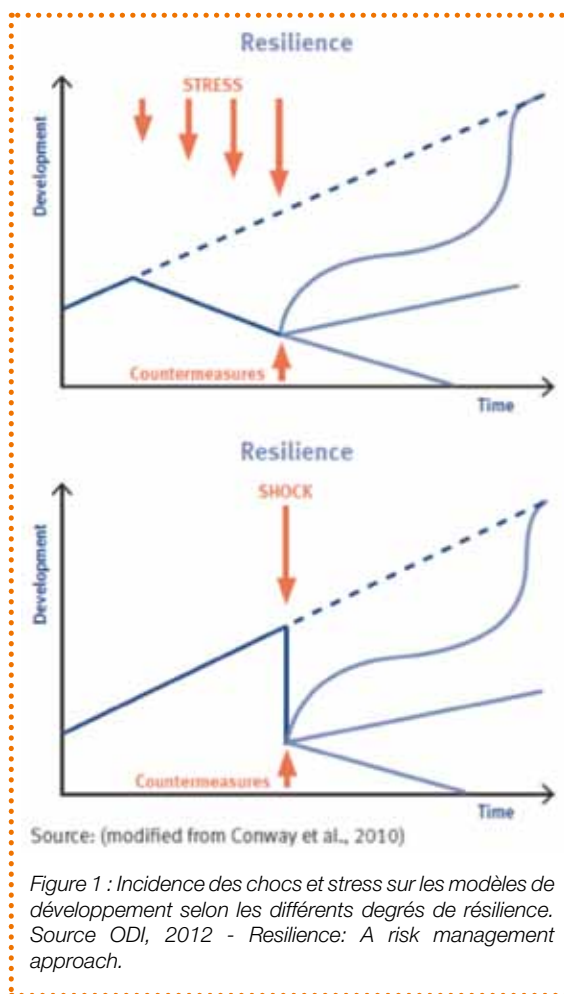 Resilience
STRESS
Development
Countermeasures
Time
Resilience
SHOCK
Development
Countermeasures
Time
Source: (modified from Conway et al., 2010)
Figure 1 : Incidence des chocs et stress sur les modèles de
développement selon les différents degrés de résilience.
Source ODI, 2012 - Resilience: A risk management
approach.